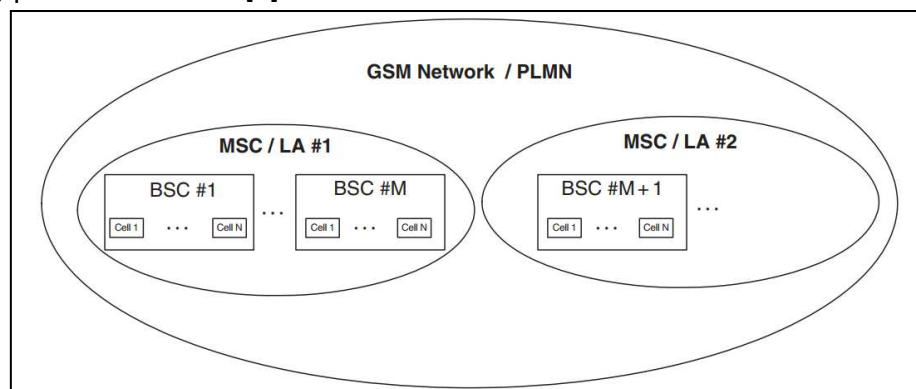 GSM Network / PLMN
MSC / LA #1
MSC / LA #2
BSC #1
...
BSC #M
BSC #M+1
...
Cell 1 ... Cell N
Cell 1 ... Cell N
Cell 1 ... Cell N